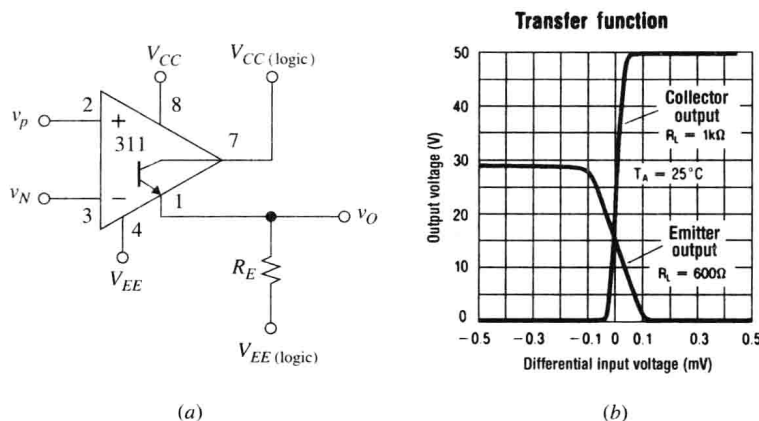 V_CC
V_CC (logic)
8
v_p
2
+
7
311
v_N
−
3
1
4
v_O
V_EE
R_E
V_EE (logic)
(a)
Transfer function
50
40
30
20
10
0
Output voltage (V)
Collector
output
R_L = 1kΩ
T_A = 25°C
Emitter
output
R_L = 600Ω
−0.5 −0.3 −0.1 0 0.1 0.3 0.5
Differential input voltage (mV)
(b)